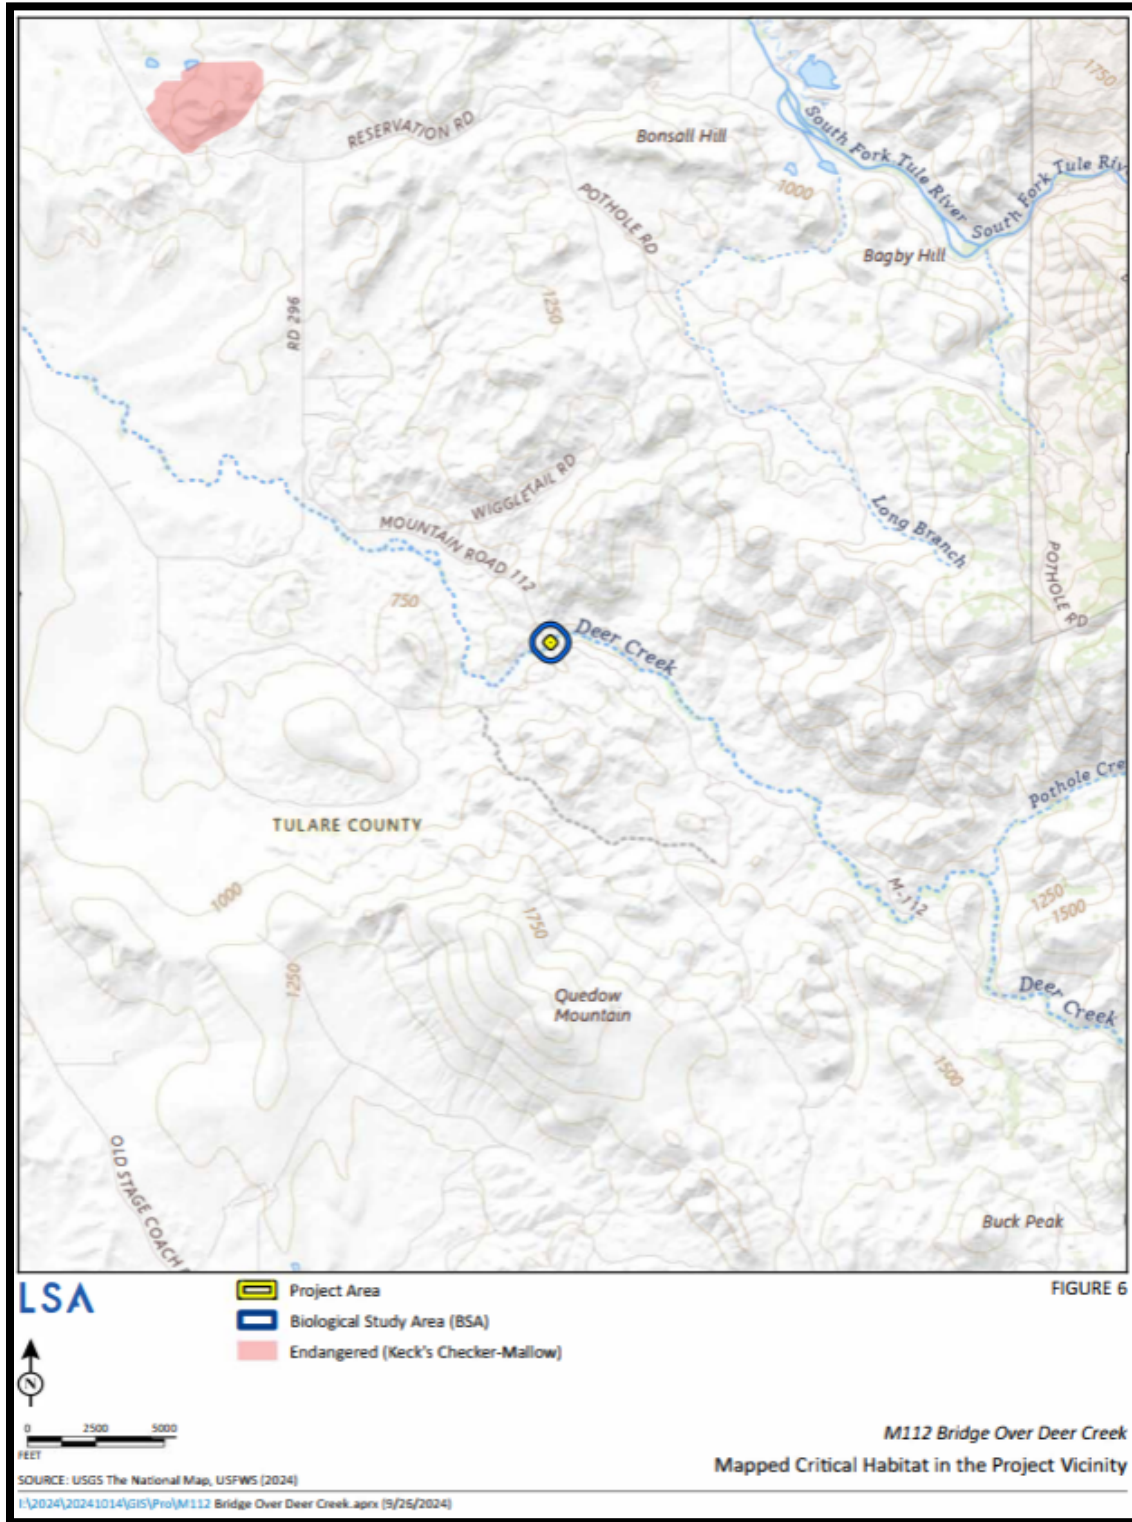 1750
RESERVATION RD
Bonsall Hill
South Fork Tule River
South Fork Tule Riv
1000
POTHOLE RD
Bagby Hill
1250
RD 296
WIGGLETAIL RD
MOUNTAIN ROAD 112
Long Branch
POTHOLE RD
750
Deer Creek
Pothole Cre
TULARE COUNTY
1000
M-112
1250
1500
1750
1250
Quedow
Mountain
Deer Creek
1500
OLD STAGE COACH
Buck Peak
LSA
Project Area
FIGURE 6
Biological Study Area (BSA)
Endangered (Keck's Checker-Mallow)
N
0 2500 5000
FEET
M112 Bridge Over Deer Creek
Mapped Critical Habitat in the Project Vicinity
SOURCE: USGS The National Map, USFWS (2024)
I:\2024\20241014\GIS\Pro\M112 Bridge Over Deer Creek.aprx (9/26/2024)